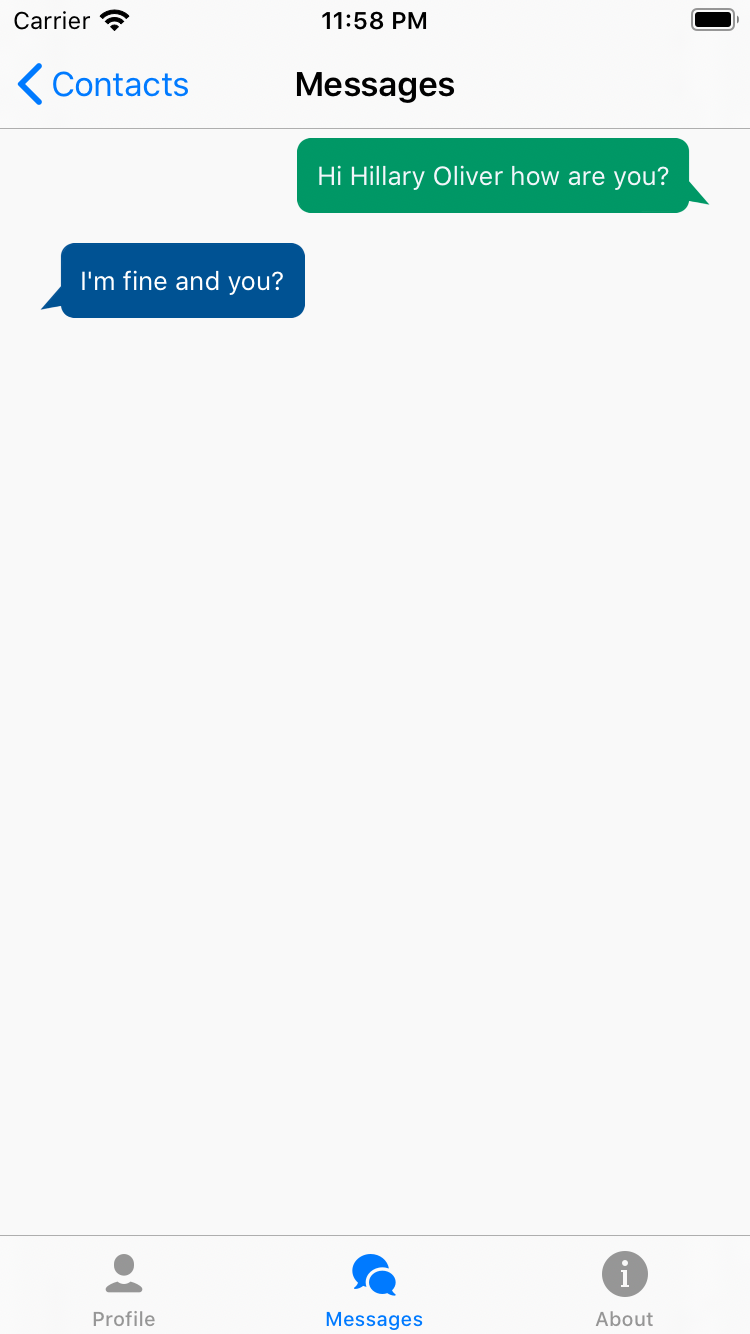 Carrier 11:58 PM
Contacts Messages
Hi Hillary Oliver how are you?
I'm fine and you?
Profile Messages About